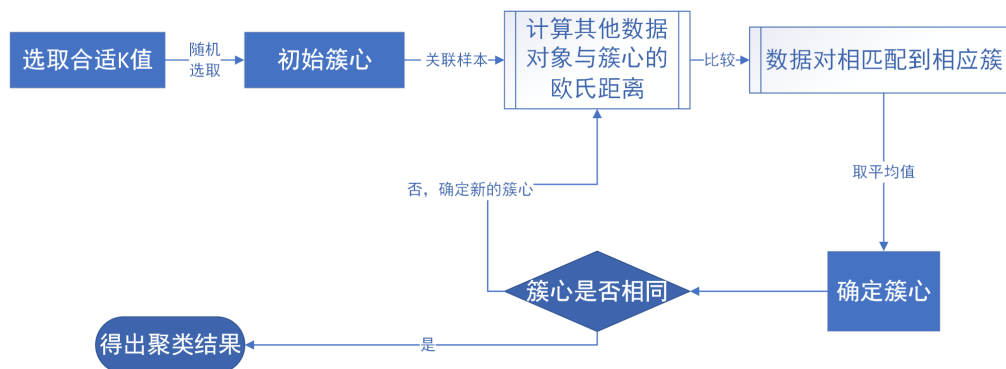 选取合适K值
随机
选取
初始簇心
关联样本
计算其他数据
对象与簇心的
欧氏距离
比较
数据对相匹配到相应簇
取平均值
确定簇心
簇心是否相同
否，确定新的簇心
是
得出聚类结果